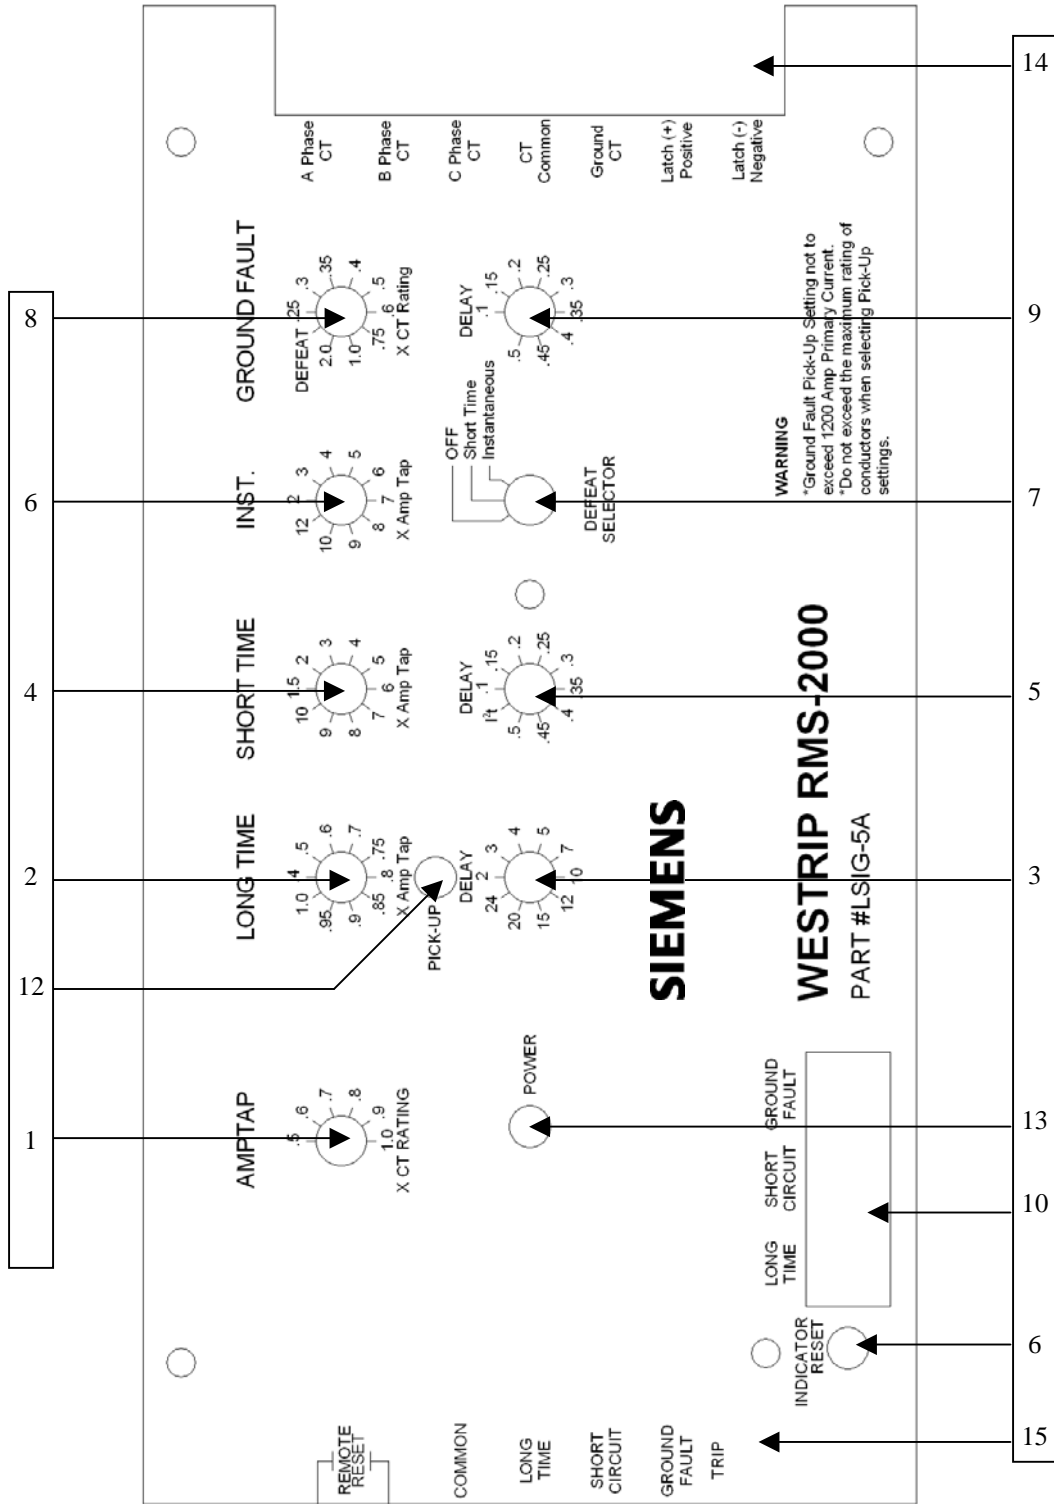 8
6
4
2
12
1
14
9
7
5
3
13
10
6
15
AMPTAP
.5
.6
.7
.8
.9
1.0
X CT RATING
LONG TIME
.4
.5
.6
.7
.75
.8
.85
.9
.95
1.0
X Amp Tap
PICK-UP
SHORT TIME
1.5
2
3
4
5
6
7
8
9
10
X Amp Tap
INST.
2
3
4
5
6
7
8
9
10
12
X Amp Tap
GROUND FAULT
DEFEAT
.25
.3
.35
.4
.5
.6
.75
1.0
2.0
X CT Rating
A Phase
CT
B Phase
CT
C Phase
CT
CT
Common
Ground
CT
Latch (+)
Positive
Latch (-)
Negative
POWER
DELAY
2
3
4
5
7
10
12
15
20
24
DELAY
I²t
.1
.15
.2
.25
.3
.35
.4
.45
.5
OFF
Short Time
Instantaneous
DEFEAT
SELECTOR
DELAY
.1
.15
.2
.25
.3
.35
.4
.45
.5
SIEMENS
WESTRIP RMS-2000
PART #LSIG-5A
WARNING
*Ground Fault Pick-Up Setting not to
exceed 1200 Amp Primary Current.
*Do not exceed the maximum rating of
conductors when selecting Pick-Up
settings.
LONG
TIME
SHORT
CIRCUIT
GROUND
FAULT
INDICATOR
RESET
REMOTE
RESET
COMMON
LONG
TIME
SHORT
CIRCUIT
GROUND
FAULT
TRIP